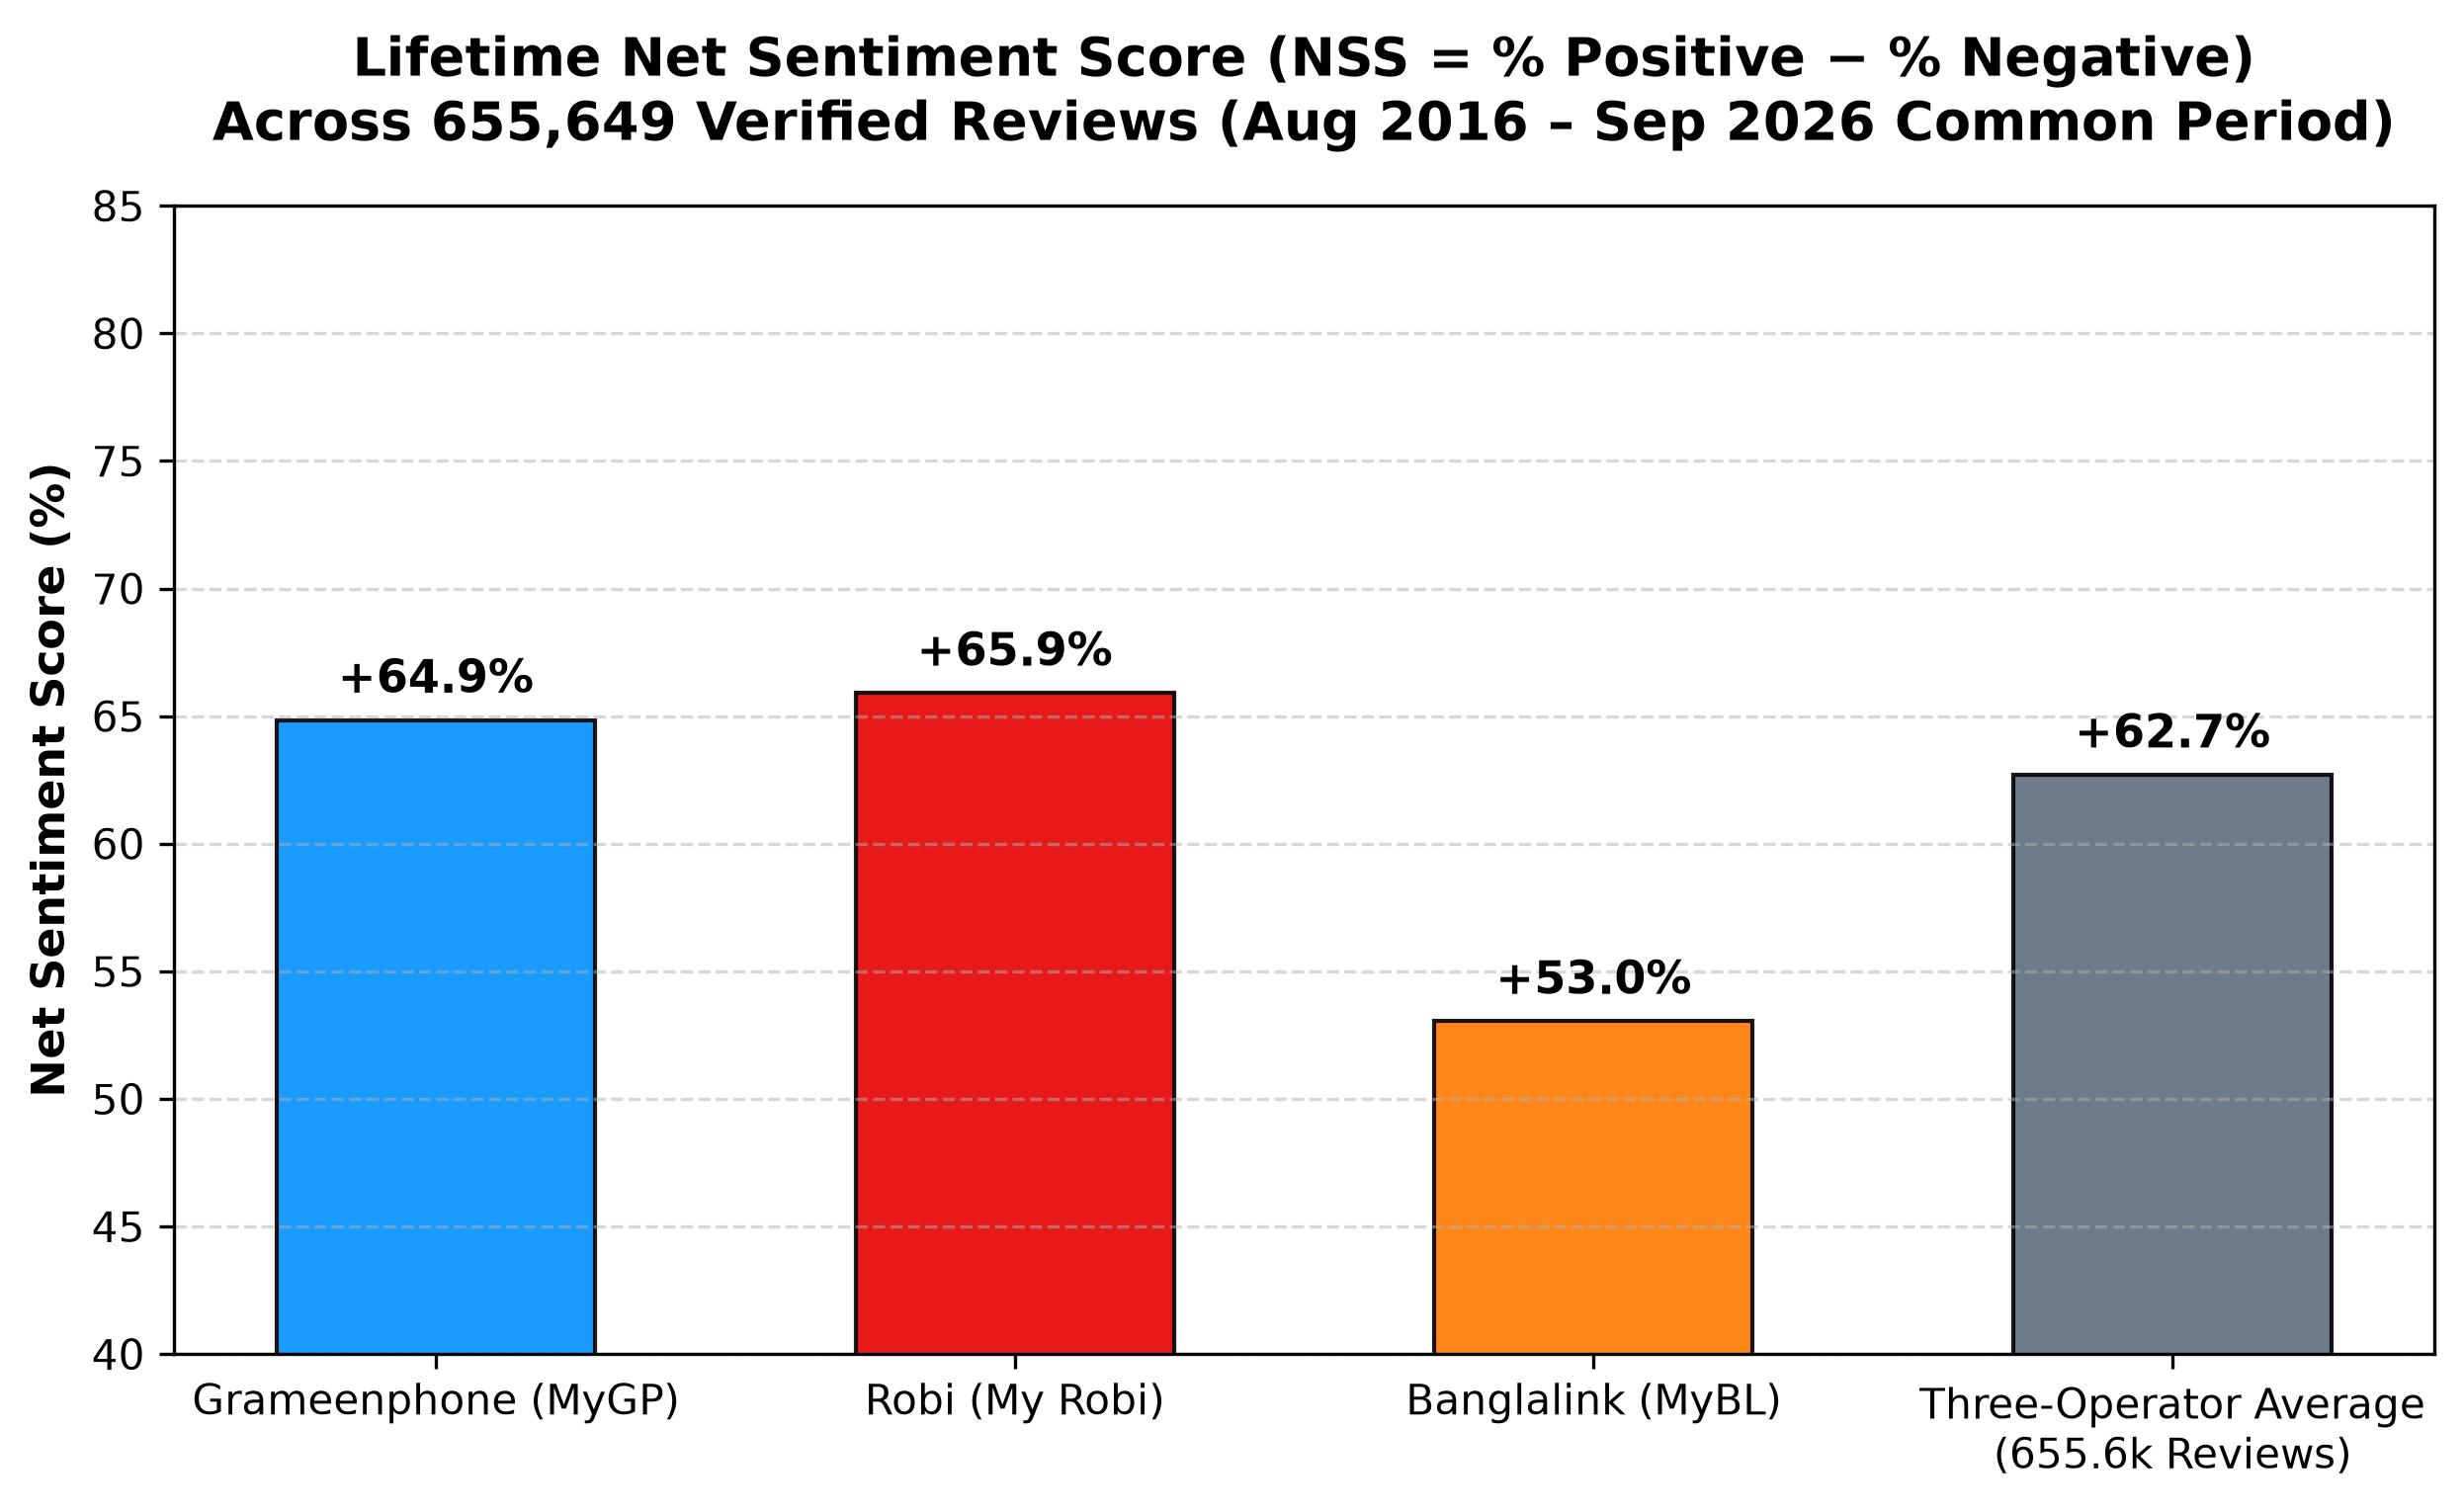 Lifetime Net Sentiment Score (NSS = % Positive − % Negative)
Across 655,649 Verified Reviews (Aug 2016 – Sep 2026 Common Period)
Net Sentiment Score (%)
85
80
75
70
65
60
55
50
45
40
+64.9%
+65.9%
+53.0%
+62.7%
Grameenphone (MyGP)
Robi (My Robi)
Banglalink (MyBL)
Three-Operator Average
(655.6k Reviews)